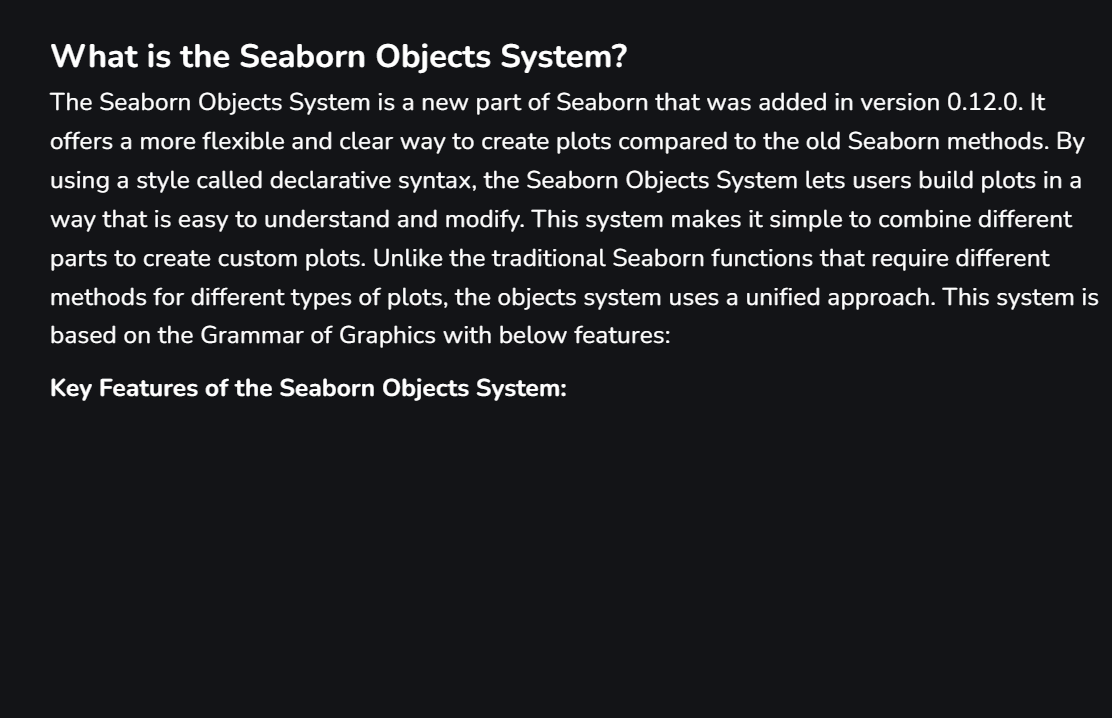 What is the Seaborn Objects System?
The Seaborn Objects System is a new part of Seaborn that was added in version 0.12.0. It
offers a more flexible and clear way to create plots compared to the old Seaborn methods. By
using a style called declarative syntax, the Seaborn Objects System lets users build plots in a
way that is easy to understand and modify. This system makes it simple to combine different
parts to create custom plots. Unlike the traditional Seaborn functions that require different
methods for different types of plots, the objects system uses a unified approach. This system is
based on the Grammar of Graphics with below features:
Key Features of the Seaborn Objects System: